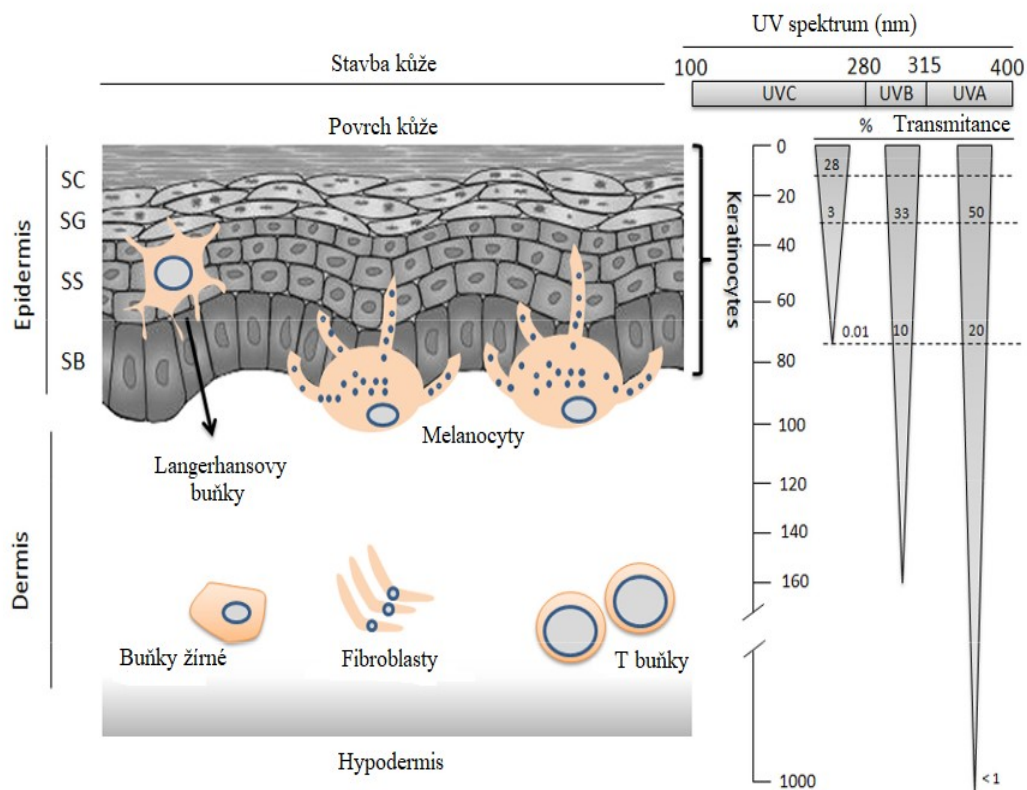 UV spektrum (nm)
Stavba kůže
100 280 315 400
UVC UVB UVA
Povrch kůže
% Transmitance
Epidermis
SC
SG
SS
SB
Keratinocytes
Melanocyty
Langerhansovy
buňky
Dermis
Buňky žírné
Fibroblasty
T buňky
Hypodermis
0
20
40
60
80
100
120
140
160
1000
28
3 33 50
0.01 10 20
<1